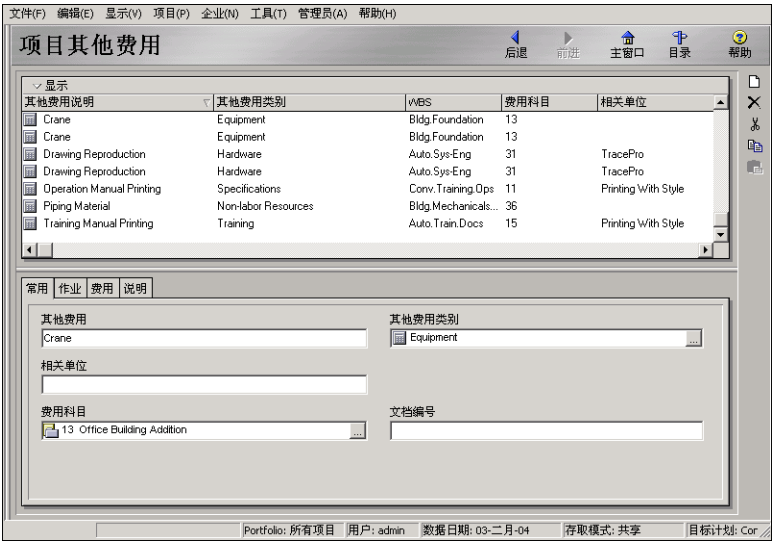 文件(F) 编辑(E) 显示(V) 项目(P) 企业(N) 工具(T) 管理员(A) 帮助(H)
项目其他费用
后退 前进 主窗口 目录 帮助
显示
其他费用说明 其他费用类别 WBS 费用科目 相关单位
Crane Equipment Bldg.Foundation 13
Crane Equipment Bldg.Foundation 13
Drawing Reproduction Hardware Auto.Sys-Eng 31 TracePro
Drawing Reproduction Hardware Auto.Sys-Eng 31 TracePro
Operation Manual Printing Specifications Conv.Training.Ops 11 Printing With Style
Piping Material Non-labor Resources Bldg.Mechanicals... 36
Training Manual Printing Training Auto.Train.Docs 15 Printing With Style
常用 作业 费用 说明
其他费用 其他费用类别
Crane Equipment ...
相关单位
费用科目 文档编号
13 Office Building Addition ...
Portfolio: 所有项目 用户: admin 数据日期: 03-二月-04 存取模式: 共享 目标计划: Cor